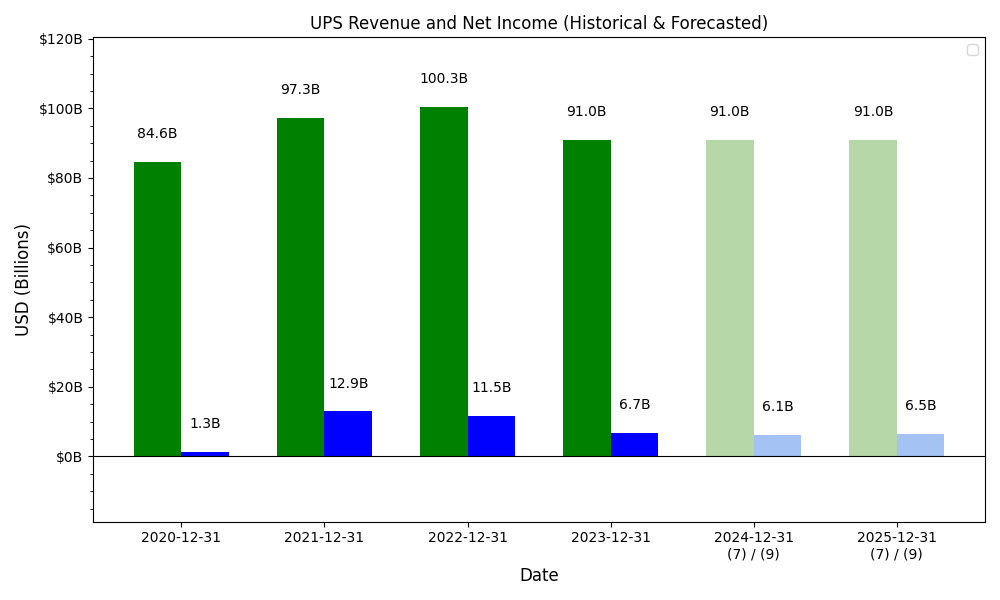 UPS Revenue and Net Income (Historical & Forecasted)
$120B
$100B
$80B
$60B
$40B
$20B
$0B
USD (Billions)
84.6B
1.3B
97.3B
12.9B
100.3B
11.5B
91.0B
6.7B
91.0B
6.1B
91.0B
6.5B
2020-12-31
2021-12-31
2022-12-31
2023-12-31
2024-12-31
(7) / (9)
2025-12-31
(7) / (9)
Date